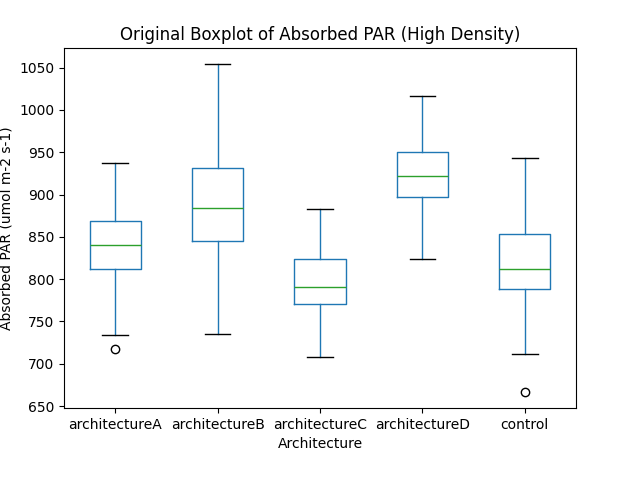 Original Boxplot of Absorbed PAR (High Density)
1050
1000
950
900
850
800
750
700
650
Absorbed PAR (umol m-2 s-1)
architectureA
architectureB
architectureC
architectureD
control
Architecture